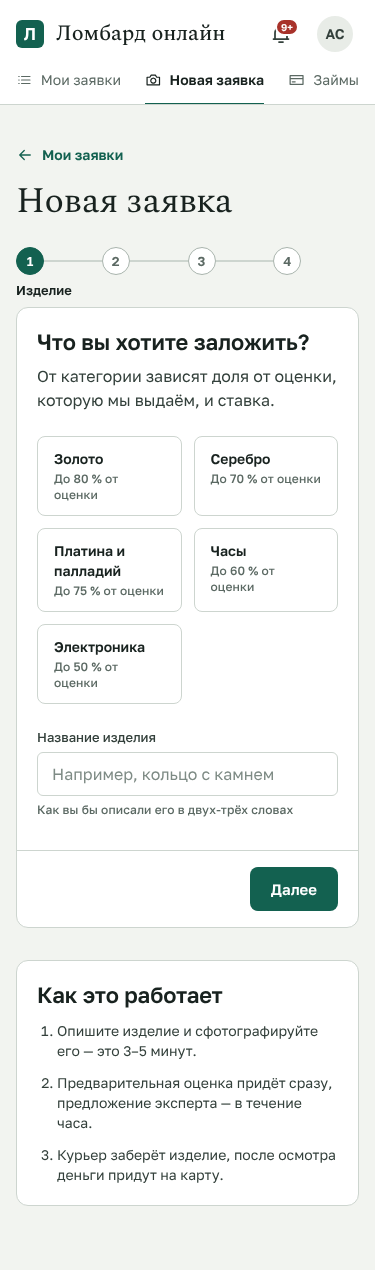 Л Ломбард онлайн 9+ АС
Мои заявки Новая заявка Займы
← Мои заявки
Новая заявка
1 2 3 4
Изделие
Что вы хотите заложить?
От категории зависят доля от оценки,
которую мы выдаём, и ставка.
Золото
До 80 % от
оценки
Серебро
До 70 % от оценки
Платина и
палладий
До 75 % от оценки
Часы
До 60 % от
оценки
Электроника
До 50 % от
оценки
Название изделия
Например, кольцо с камнем
Как вы бы описали его в двух-трёх словах
Далее
Как это работает
1. Опишите изделие и сфотографируйте
его — это 3–5 минут.
2. Предварительная оценка придёт сразу,
предложение эксперта — в течение
часа.
3. Курьер заберёт изделие, после осмотра
деньги придут на карту.